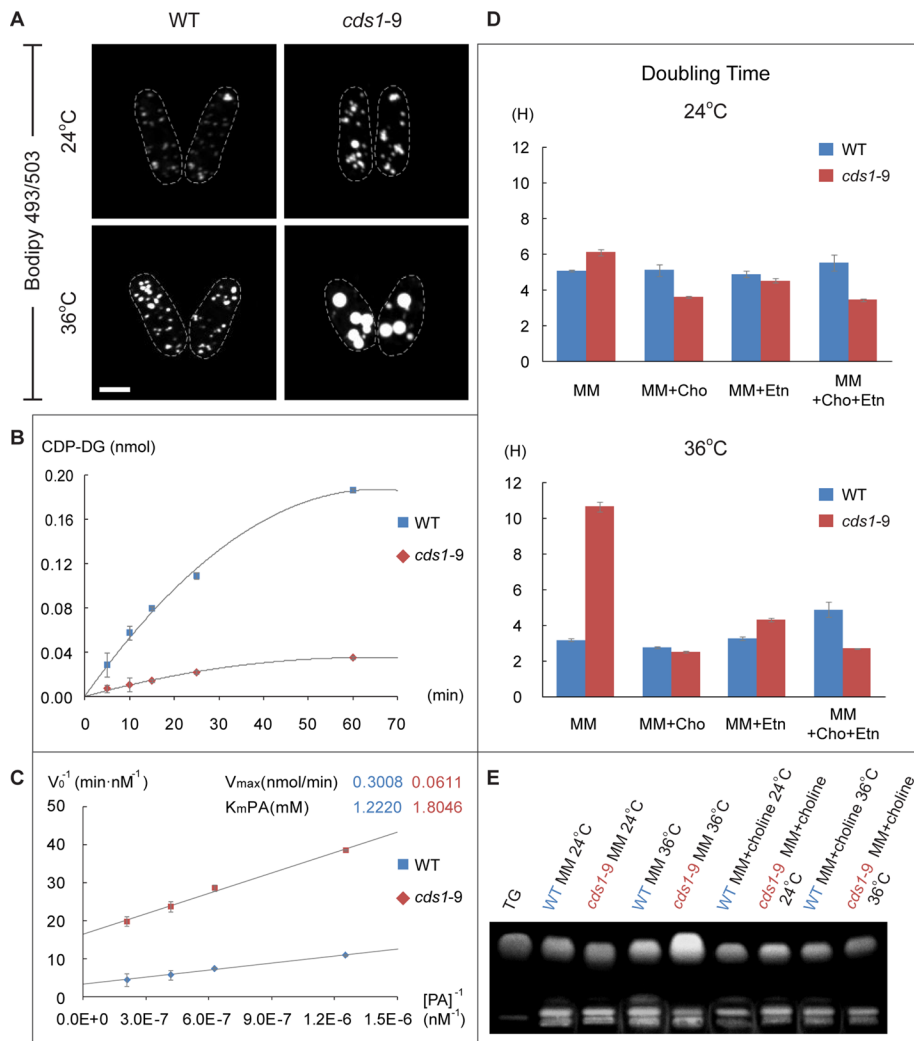 A
WT
cds1-9
Bodipy 493/503
24°C
36°C
B
CDP-DG (nmol)
0.20
0.16
0.12
0.08
0.04
0.00
0 10 20 30 40 50 60 70
(min)
WT
cds1-9
C
V₀⁻¹ (min·nM⁻¹)
Vmax(nmol/min) 0.3008 0.0611
KmPA(mM) 1.2220 1.8046
50
40
30
20
10
0
0.0E+0 3.0E-7 6.0E-7 9.0E-7 1.2E-6 1.5E-6
[PA]⁻¹
(nM⁻¹)
WT
cds1-9
D
Doubling Time
24°C
(H)
12
10
8
6
4
2
0
WT
cds1-9
MM
MM+Cho
MM+Etn
MM
+Cho+Etn
36°C
(H)
12
10
8
6
4
2
0
WT
cds1-9
MM
MM+Cho
MM+Etn
MM
+Cho+Etn
E
TG
WT MM 24°C
cds1-9 MM 24°C
WT MM 36°C
cds1-9 MM 36°C
WT MM+choline 24°C
cds1-9 MM+choline
24°C
WT MM+choline 36°C
cds1-9 MM+choline
36°C